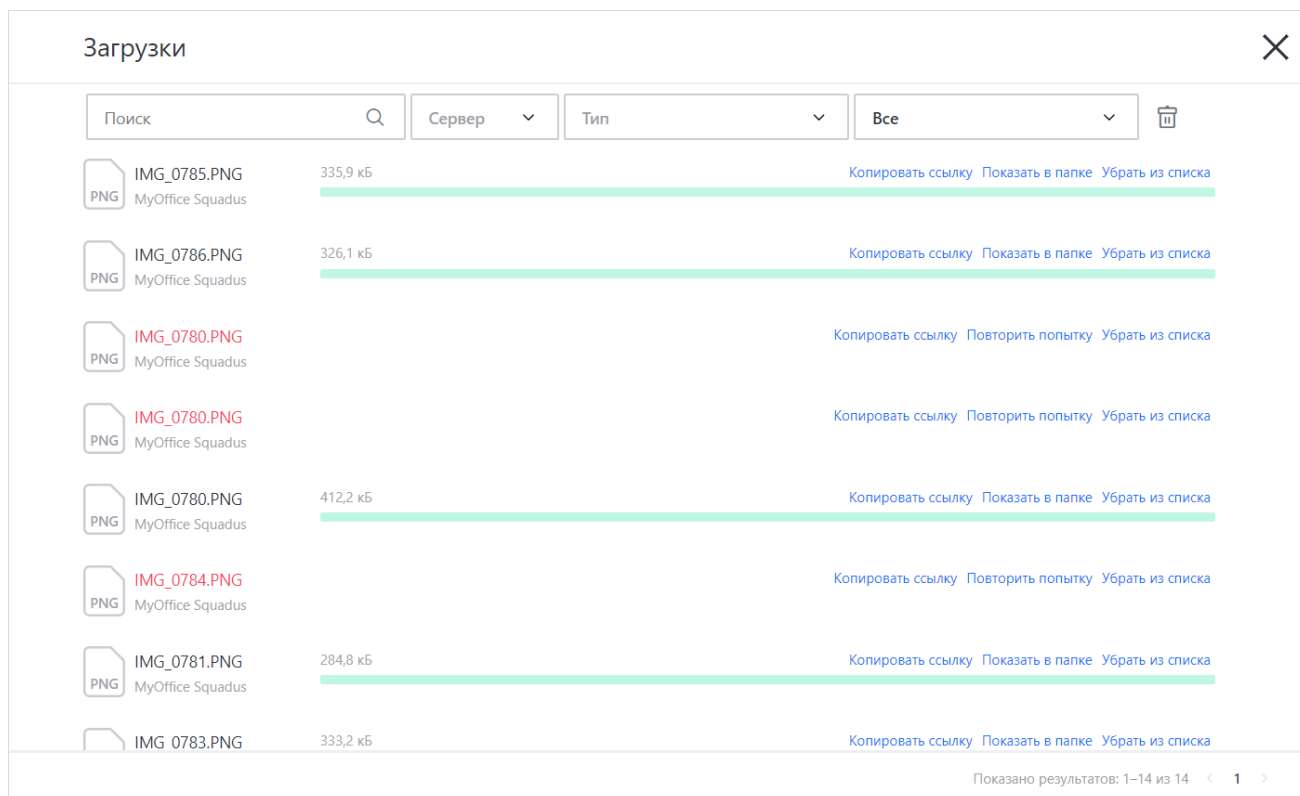 Загрузки
Поиск Сервер Тип Все
IMG_0785.PNG 335,9 кБ Копировать ссылку Показать в папке Убрать из списка
PNG MyOffice Squadus
IMG_0786.PNG 326,1 кБ Копировать ссылку Показать в папке Убрать из списка
PNG MyOffice Squadus
IMG_0780.PNG Копировать ссылку Повторить попытку Убрать из списка
PNG MyOffice Squadus
IMG_0780.PNG Копировать ссылку Повторить попытку Убрать из списка
PNG MyOffice Squadus
IMG_0780.PNG 412,2 кБ Копировать ссылку Показать в папке Убрать из списка
PNG MyOffice Squadus
IMG_0784.PNG Копировать ссылку Повторить попытку Убрать из списка
PNG MyOffice Squadus
IMG_0781.PNG 284,8 кБ Копировать ссылку Показать в папке Убрать из списка
PNG MyOffice Squadus
IMG_0783.PNG 333,2 кБ Копировать ссылку Показать в папке Убрать из списка
Показано результатов: 1–14 из 14 < 1 >